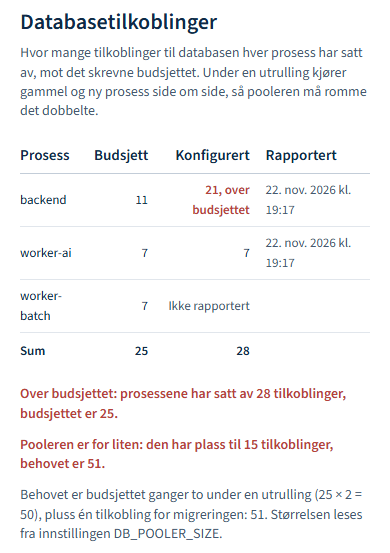 Databasetilkoblinger
Hvor mange tilkoblinger til databasen hver prosess har satt
av, mot det skrevne budsjettet. Under en utrulling kjører
gammel og ny prosess side om side, så pooleren må romme
det dobbelte.
Prosess Budsjett Konfigurert Rapportert
backend 11 21, over budsjettet 22. nov. 2026 kl. 19:17
worker-ai 7 7 22. nov. 2026 kl. 19:17
worker-batch 7 Ikke rapportert
Sum 25 28
Over budsjettet: prosessene har satt av 28 tilkoblinger,
budsjettet er 25.
Pooleren er for liten: den har plass til 15 tilkoblinger,
behovet er 51.
Behovet er budsjettet ganger to under en utrulling (25 × 2 =
50), pluss én tilkobling for migreringen: 51. Størrelsen leses
fra innstillingen DB_POOLER_SIZE.